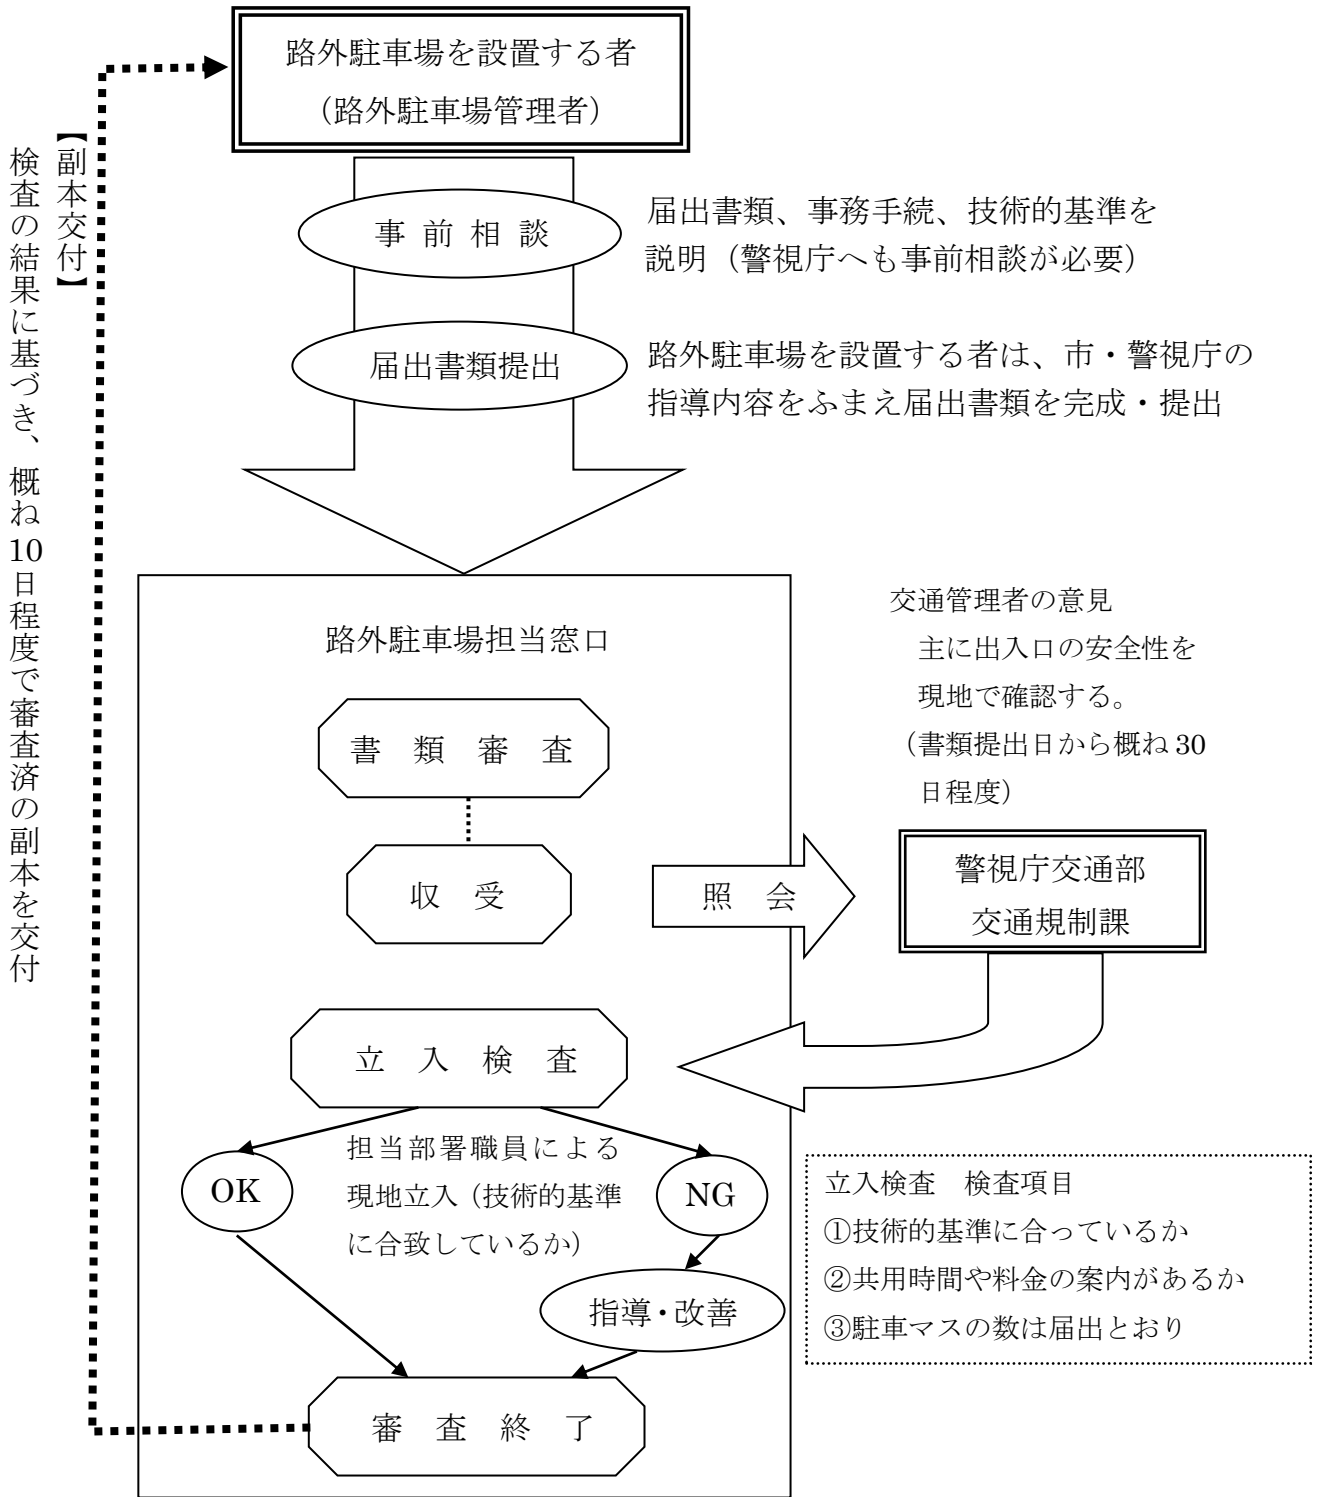 路外駐車場を設置する者
（路外駐車場管理者）
【副本交付】
検査の結果に基づき、概ね10日程度で審査済の副本を交付
事前相談
届出書類、事務手続、技術的基準を
説明（警視庁へも事前相談が必要）
届出書類提出
路外駐車場を設置する者は、市・警視庁の
指導内容をふまえ届出書類を完成・提出
路外駐車場担当窓口
書類審査
収受
照会
交通管理者の意見
主に出入口の安全性を
現地で確認する。
（書類提出日から概ね30
日程度）
警視庁交通部
交通規制課
立入検査
担当部署職員による
現地立入（技術的基準
に合致しているか）
OK
NG
指導・改善
審査終了
立入検査　検査項目
①技術的基準に合っているか
②共用時間や料金の案内があるか
③駐車マスの数は届出とおり